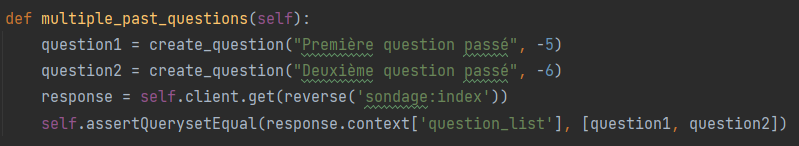 def multiple_past_questions(self):
    question1 = create_question("Première question passé", -5)
    question2 = create_question("Deuxième question passé", -6)
    response = self.client.get(reverse('sondage:index'))
    self.assertQuerysetEqual(response.context['question_list'], [question1, question2])